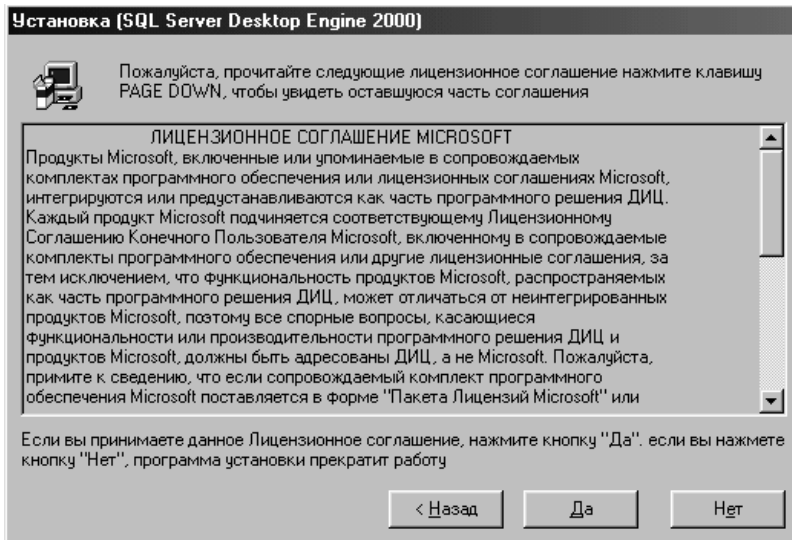 Установка (SQL Server Desktop Engine 2000)
Пожалуйста, прочитайте следующие лицензионное соглашение нажмите клавишу
PAGE DOWN, чтобы увидеть оставшуюся часть соглашения
ЛИЦЕНЗИОННОЕ СОГЛАШЕНИЕ MICROSOFT
Продукты Microsoft, включенные или упоминаемые в сопровождаемых
комплектах программного обеспечения или лицензионных соглашениях Microsoft,
интегрируются или предустанавливаются как часть программного решения ДИЦ.
Каждый продукт Microsoft подчиняется соответствующему Лицензионному
Соглашению Конечного Пользователя Microsoft, включенному в сопровождаемые
комплекты программного обеспечения или другие лицензионные соглашения, за
тем исключением, что функциональность продуктов Microsoft, распространяемых
как часть программного решения ДИЦ, может отличаться от неинтегрированных
продуктов Microsoft, поэтому все спорные вопросы, касающиеся
функциональности или производительности программного решения ДИЦ и
продуктов Microsoft, должны быть адресованы ДИЦ, а не Microsoft. Пожалуйста,
примите к сведению, что если сопровождаемый комплект программного
обеспечения Microsoft поставляется в форме "Пакета Лицензий Microsoft" или
Если вы принимаете данное Лицензионное соглашение, нажмите кнопку "Да". если вы нажмете
кнопку "Нет", программа установки прекратит работу
< Назад
Да
Нет